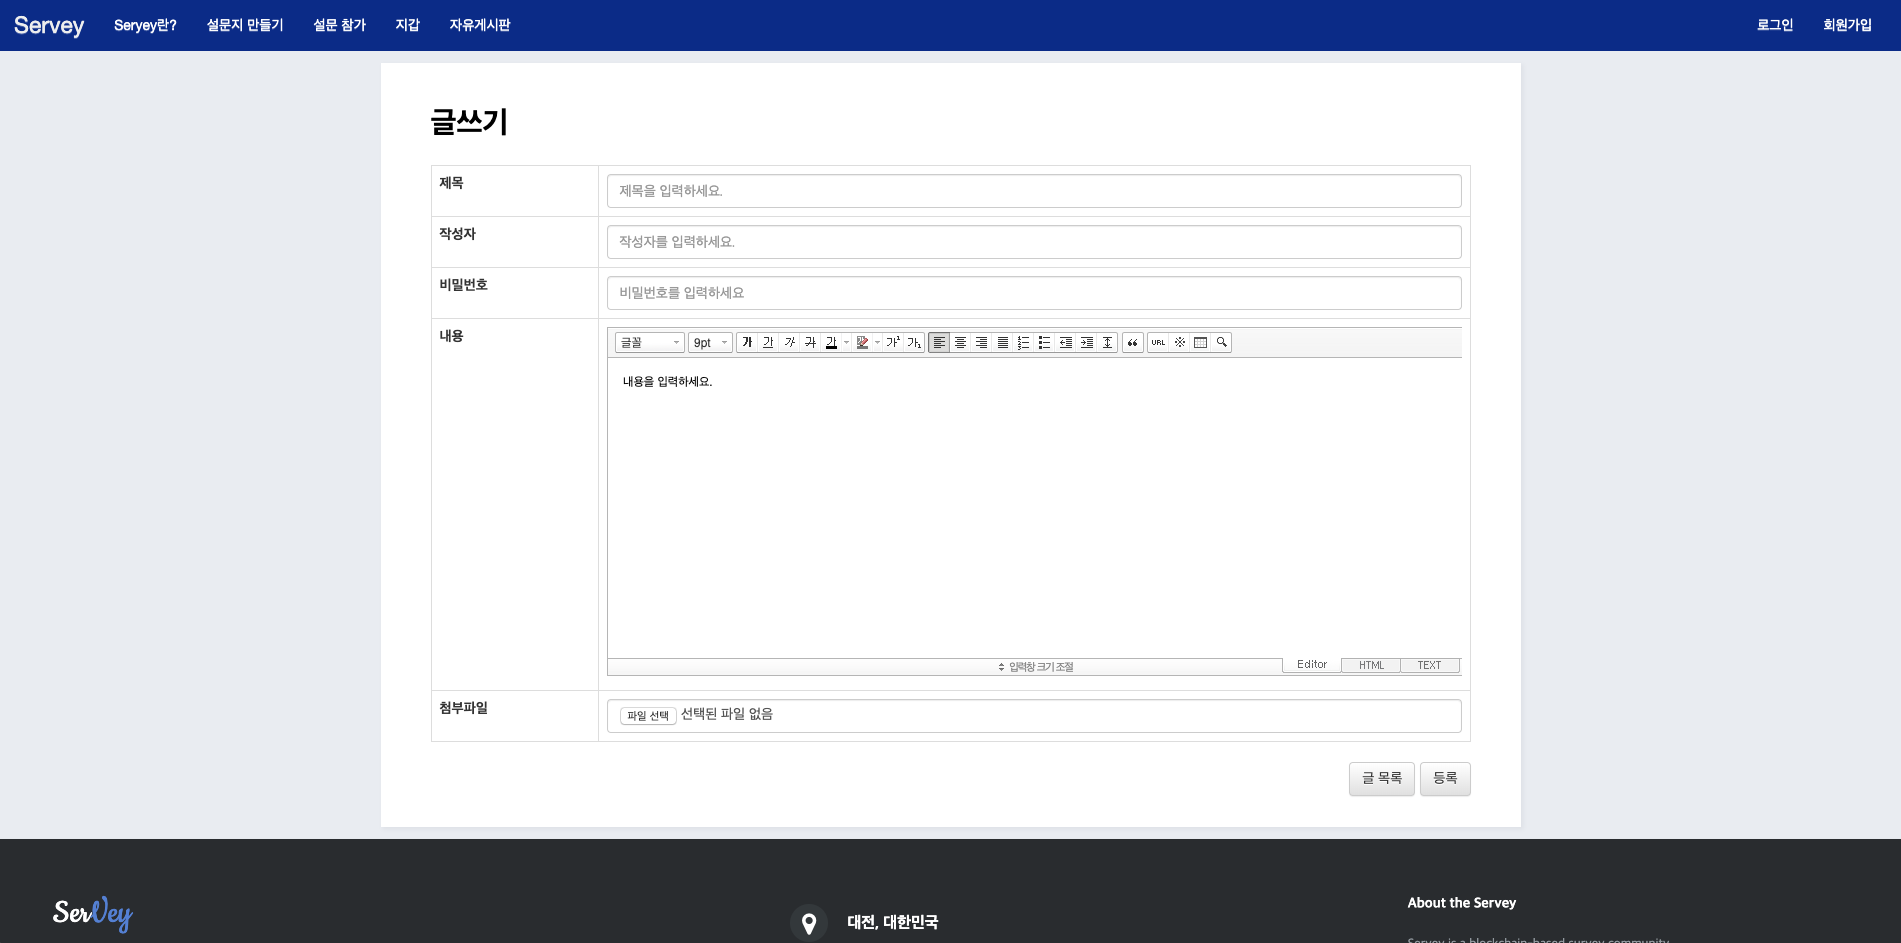 Servey Servey란? 설문지 만들기 설문 참가 지갑 자유게시판 로그인 회원가입
글쓰기
제목 제목을 입력하세요.
작성자 작성자를 입력하세요.
비밀번호 비밀번호를 입력하세요
내용 글꼴 9pt 가 가 가 가 가 가¹ 가₁ “ URL ※
내용을 입력하세요.
입력창 크기 조절 Editor HTML TEXT
첨부파일 파일 선택 선택된 파일 없음
글 목록 등록
SerVey 대전, 대한민국 About the Servey
Servey is a blockchain-based survey community